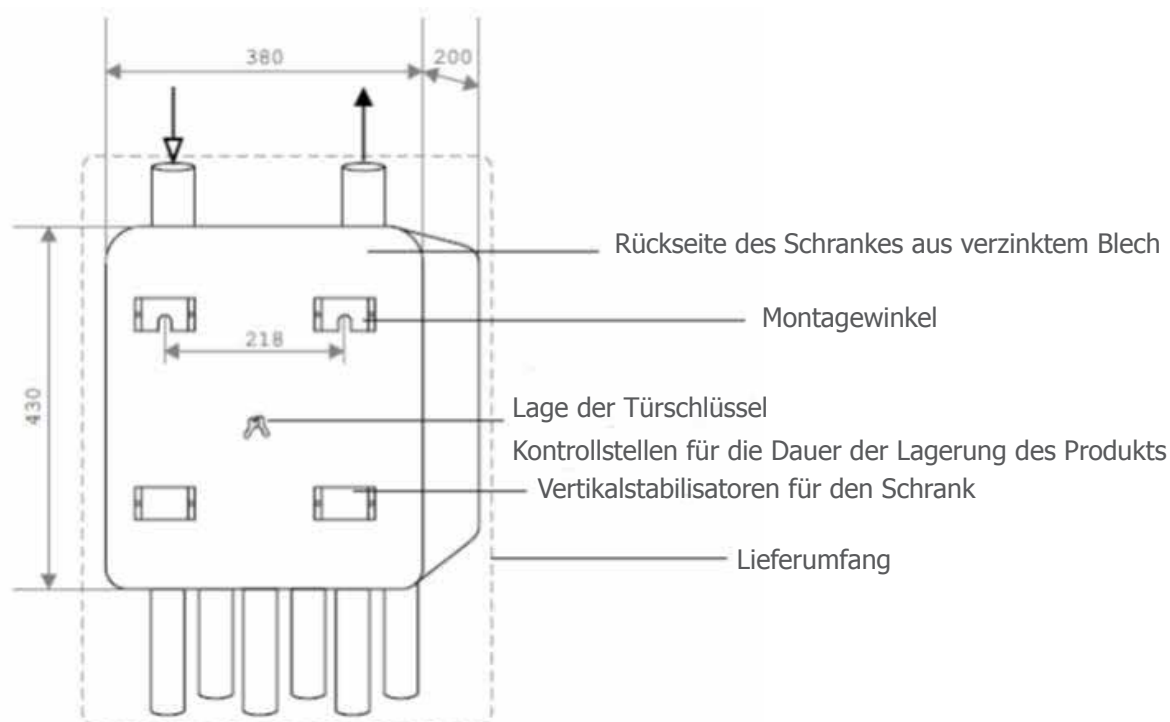 380
200
Rückseite des Schrankes aus verzinktem Blech
Montagewinkel
218
430
Lage der Türschlüssel
Kontrollstellen für die Dauer der Lagerung des Produkts
Vertikalstabilisatoren für den Schrank
Lieferumfang